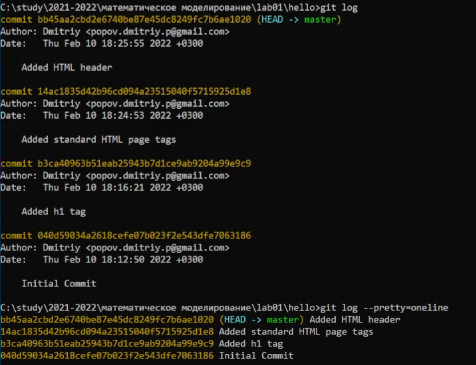 C:\study\2021-2022\математическое моделирование\lab01\hello>git log
commit bb45aa2cbd2e6740be87e45dc8249fc7b6ae1020 (HEAD -> master)
Author: Dmitriy <popov.dmitriy.p@gmail.com>
Date:   Thu Feb 10 18:25:55 2022 +0300
Added HTML header
commit 14ac1835d42b96cd094a23515040f5715925d1e8
Author: Dmitriy <popov.dmitriy.p@gmail.com>
Date:   Thu Feb 10 18:24:53 2022 +0300
Added standard HTML page tags
commit b3ca40963b51eab25943b7d1ce9ab9204a99e9c9
Author: Dmitriy <popov.dmitriy.p@gmail.com>
Date:   Thu Feb 10 18:16:21 2022 +0300
Added h1 tag
commit 040d59034a2618cefe07b023f2e543dfe7063186
Author: Dmitriy <popov.dmitriy.p@gmail.com>
Date:   Thu Feb 10 18:12:50 2022 +0300
Initial Commit
C:\study\2021-2022\математическое моделирование\lab01\hello>git log --pretty=oneline
bb45aa2cbd2e6740be87e45dc8249fc7b6ae1020 (HEAD -> master) Added HTML header
14ac1835d42b96cd094a23515040f5715925d1e8 Added standard HTML page tags
b3ca40963b51eab25943b7d1ce9ab9204a99e9c9 Added h1 tag
040d59034a2618cefe07b023f2e543dfe7063186 Initial Commit